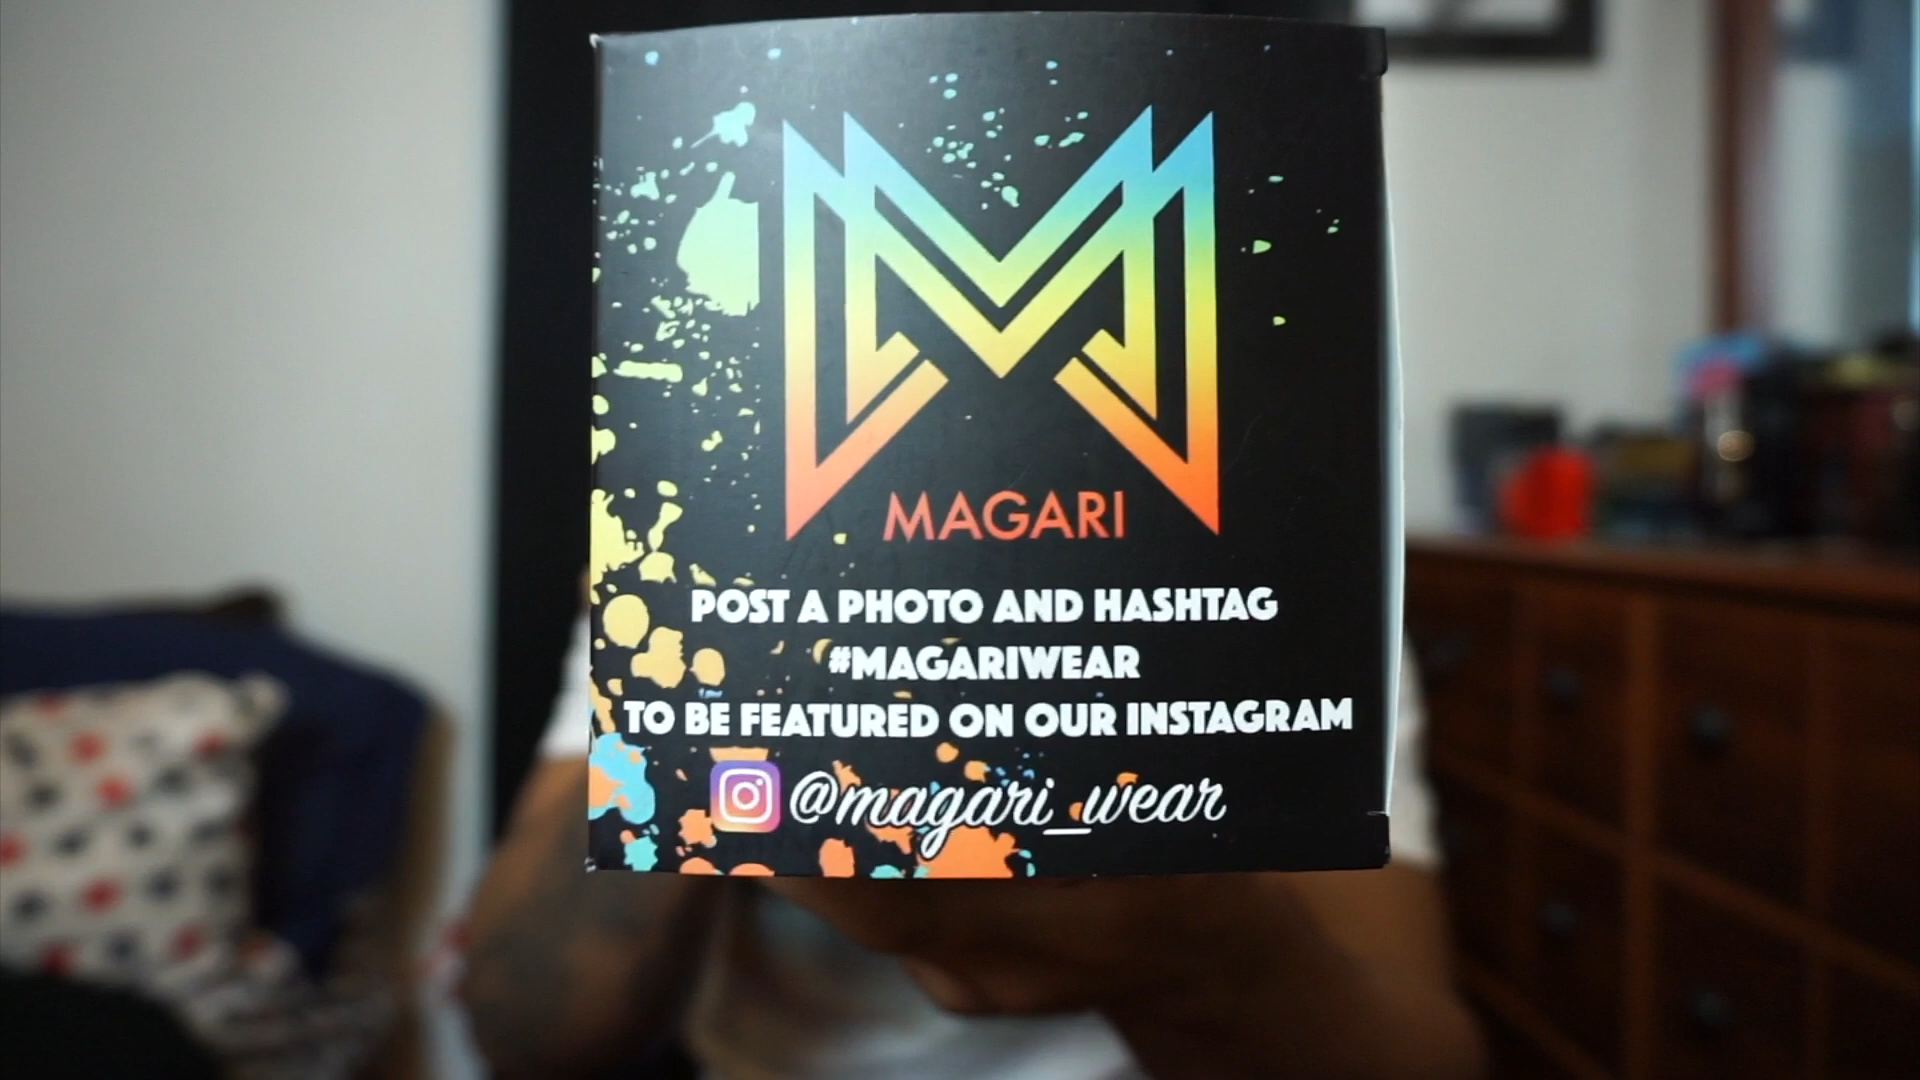 MAGARI
POST A PHOTO AND HASHTAG
#MAGARIWEAR
TO BE FEATURED ON OUR INSTAGRAM
@magari_wear